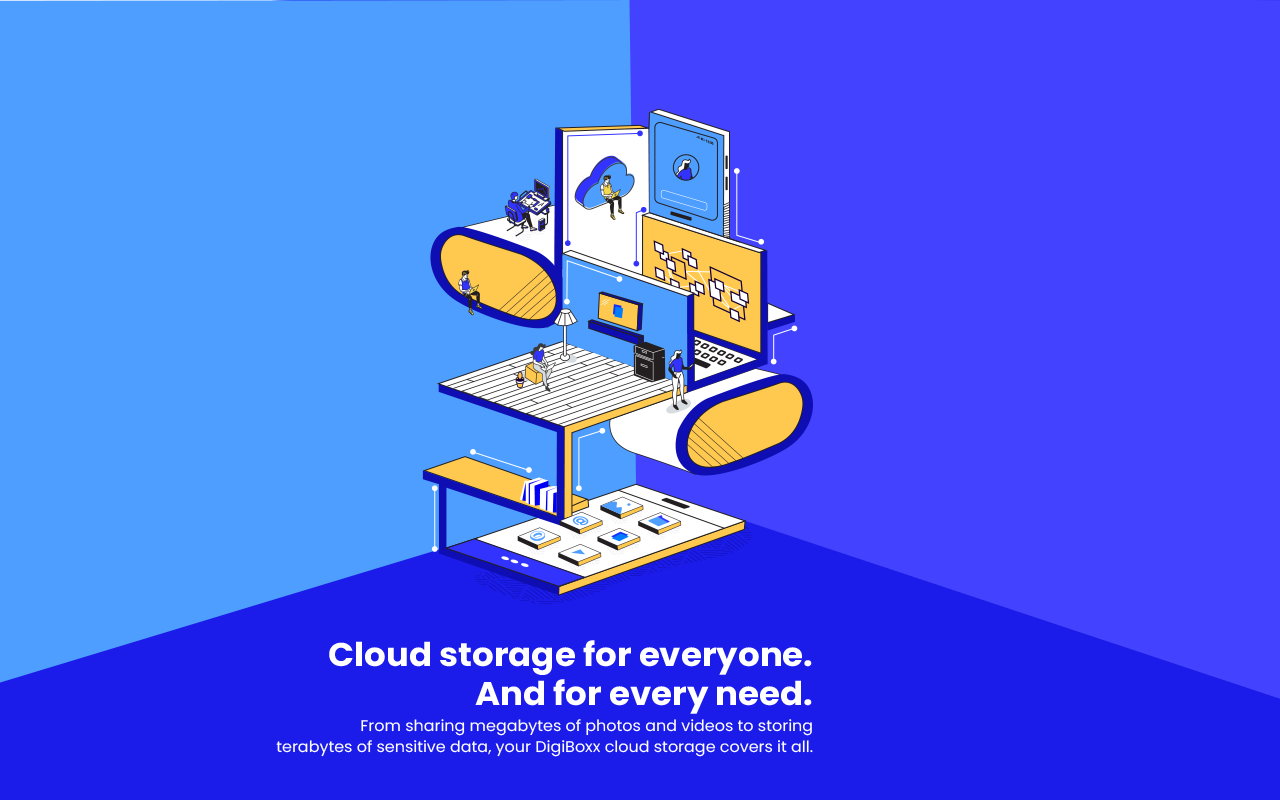 Cloud storage for everyone.
And for every need.
From sharing megabytes of photos and videos to storing
terabytes of sensitive data, your DigiBoxx cloud storage covers it all.